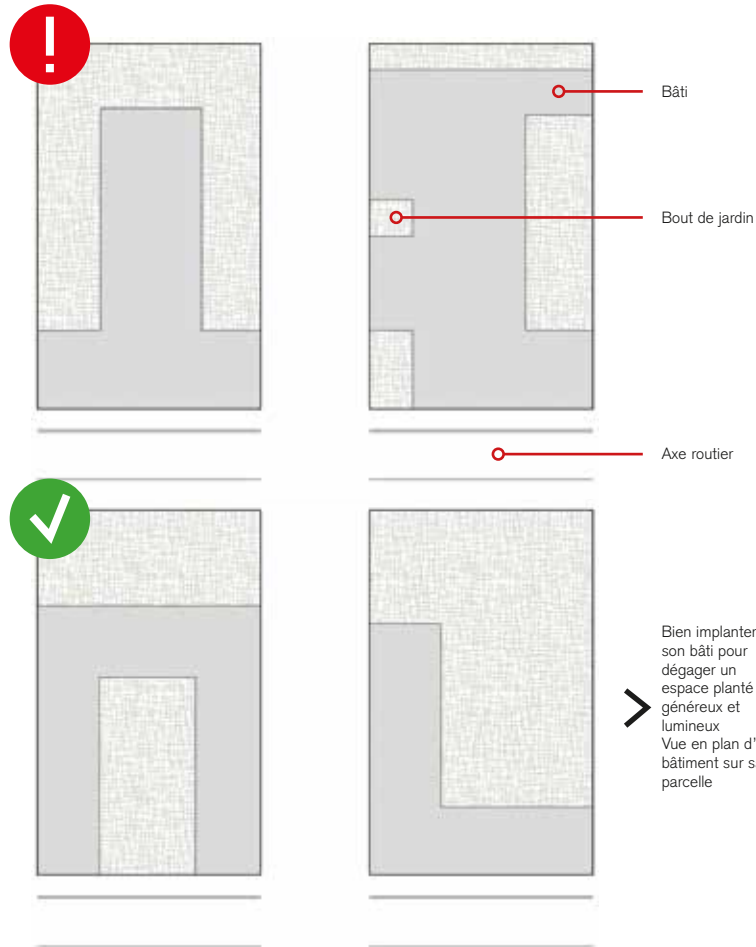 Bâti
Bout de jardin
Axe routier
Bien implanter
son bâti pour
dégager un
espace planté
généreux et
lumineux
Vue en plan d'
bâtiment sur s
parcelle